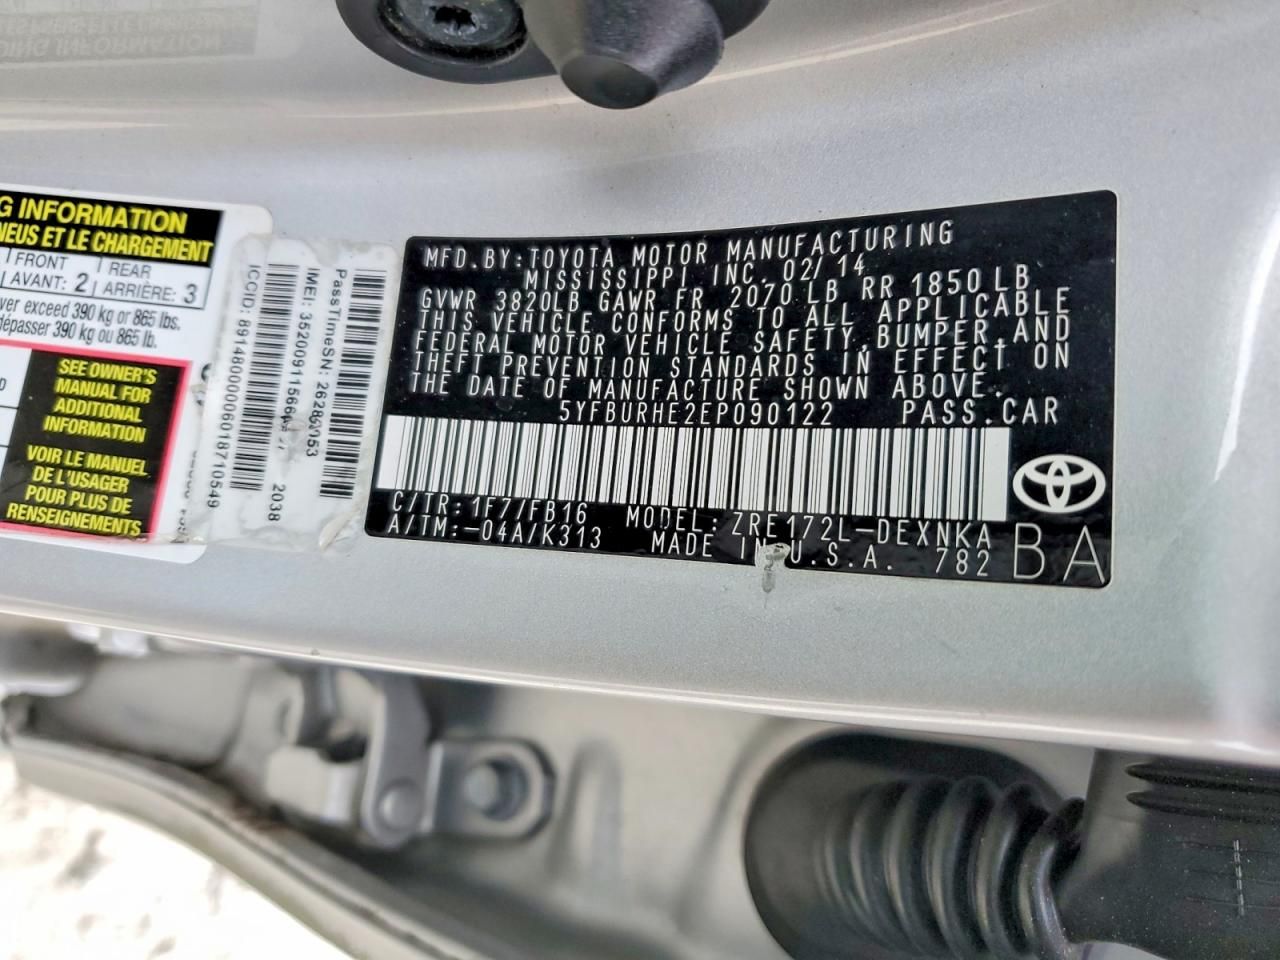 G INFORMATION
NEUS ET LE CHARGEMENT
FRONT REAR
AVANT: 2 ARRIÈRE: 3
ver exceed 390 kg or 865 lbs.
dépasser 390 kg ou 865 lb.
SEE OWNER'S
MANUAL FOR
ADDITIONAL
INFORMATION
VOIR LE MANUEL
DE L'USAGER
POUR PLUS DE
RENSEIGNEMENTS
PassTimeSN:
IMEI:
2038
ICCID: 89148000000601871054​9
MFD.BY:TOYOTA MOTOR MANUFACTURING
MISSISSIPPI INC. 02/14
GVWR 3820LB GAWR FR 2070LB RR 1850LB
THIS VEHICLE CONFORMS TO ALL APPLICABLE
FEDERAL MOTOR VEHICLE SAFETY,BUMPER,AND
THEFT PREVENTION STANDARDS IN EFFECT ON
THE DATE OF MANUFACTURE SHOWN ABOVE.
5YFBURHE2EP090122 PASS.CAR
C/TR:1F7/FB16 MODEL:ZRE172L-DEXNKA
A/TM:-04A/K313 MADE IN U.S.A. 782
BA